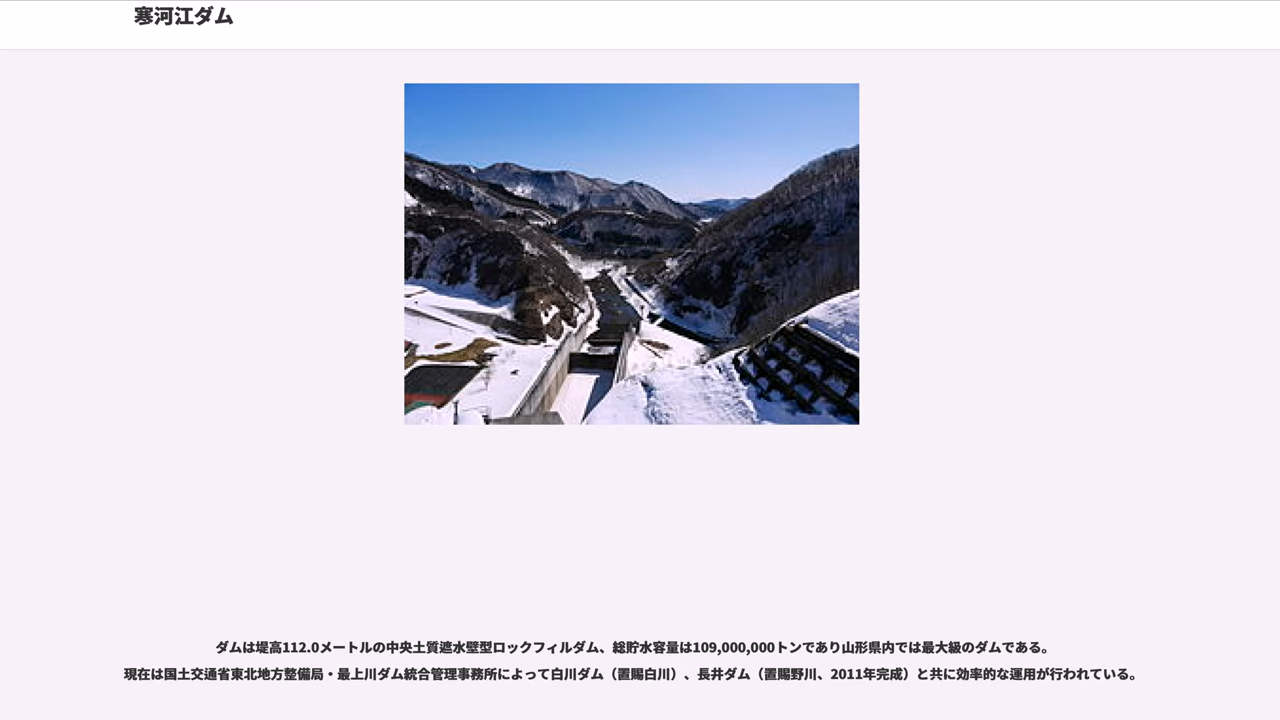 寒河江ダム
ダムは堤高112.0メートルの中央土質遮水壁型ロックフィルダム、総貯水容量は109,000,000トンであり山形県内では最大級のダムである。
現在は国土交通省東北地方整備局・最上川ダム統合管理事務所によって白川ダム（置賜白川）、長井ダム（置賜野川、2011年完成）と共に効率的な運用が行われている。